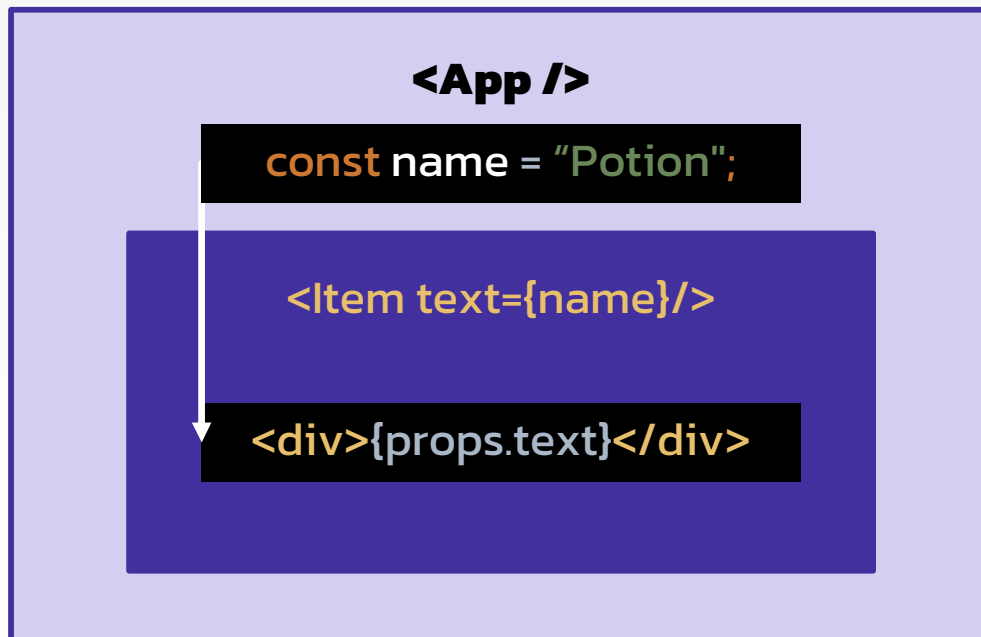 <App />
const name = “Potion";
<Item text={name}/>
<div>{props.text}</div>